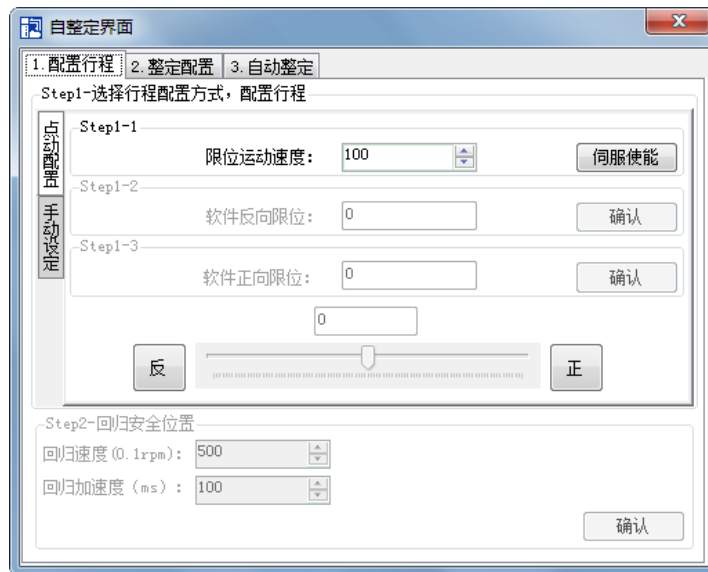 自整定界面
1.配置行程 2.整定配置 3.自动整定
Step1-选择行程配置方式，配置行程
点动配置
手动设定
Step1-1
限位运动速度： 100 伺服使能
Step1-2
软件反向限位： 0 确认
Step1-3
软件正向限位： 0 确认
0
反 正
Step2-回归安全位置
回归速度(0.1rpm)： 500
回归加速度（ms）： 100
确认